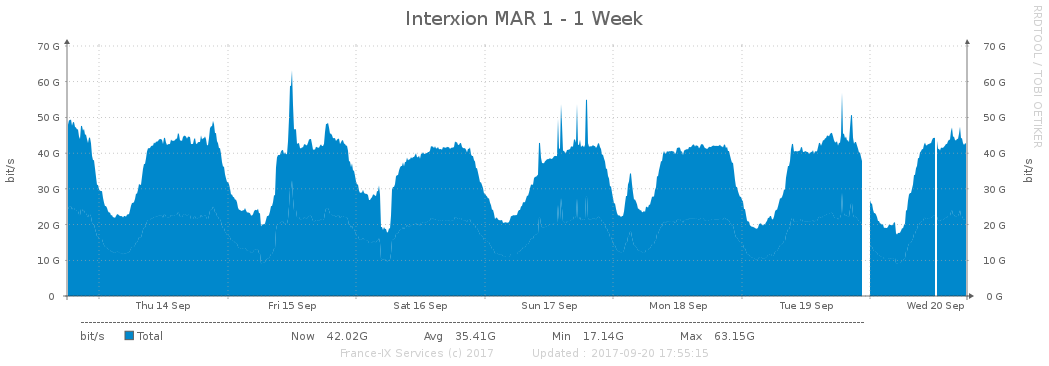 Interxion MAR 1 - 1 Week
RRDTOOL / TOBI OETIKER
bit/s
70 G 70 G
60 G 60 G
50 G 50 G
40 G 40 G
30 G 30 G
20 G 20 G
10 G 10 G
0 0 G
bit/s
Thu 14 Sep Fri 15 Sep Sat 16 Sep Sun 17 Sep Mon 18 Sep Tue 19 Sep Wed 20 Sep
bit/s Total Now 42.02G Avg 35.41G Min 17.14G Max 63.15G
France-IX Services (c) 2017 Updated : 2017-09-20 17:55:15